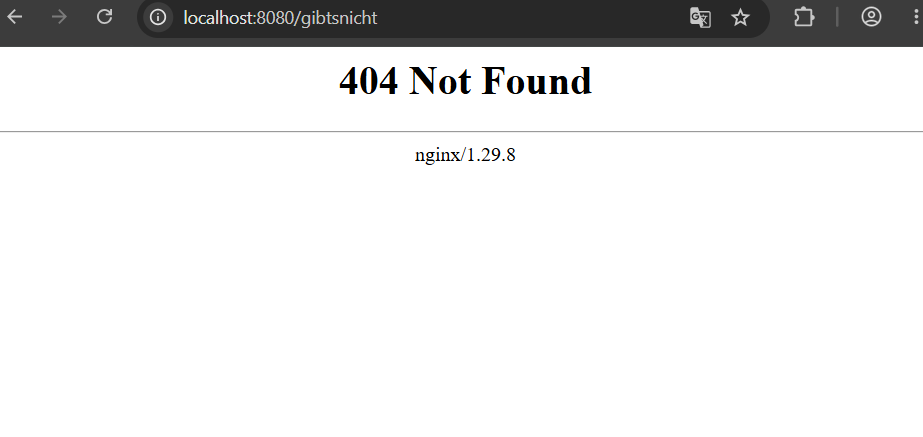 localhost:8080/gibtsnicht
404 Not Found
nginx/1.29.8